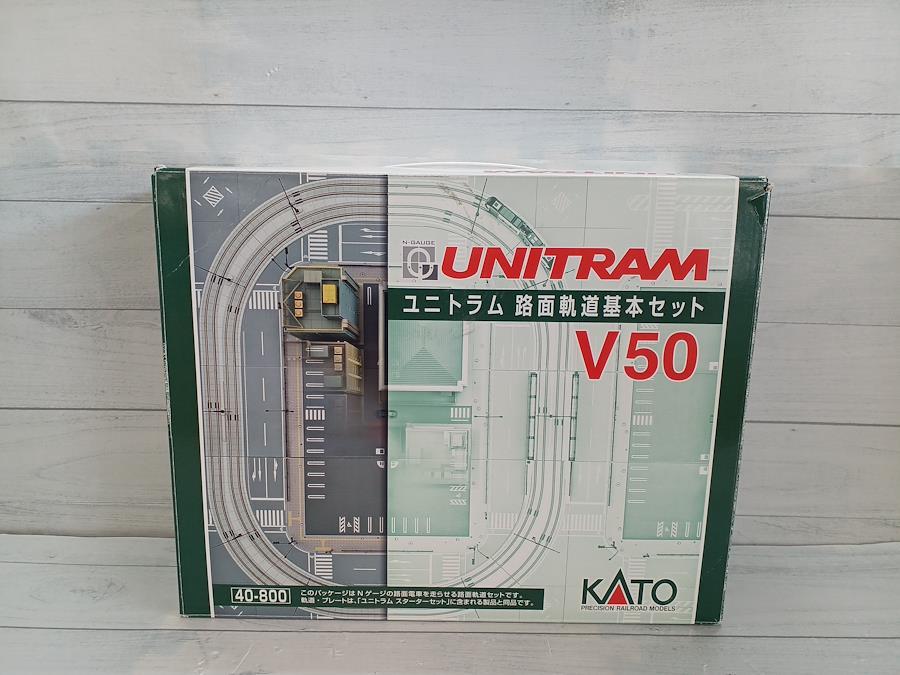 N-GAUGE
UNITRAM
ユニトラム 路面軌道基本セット
V50
40-800
このパッケージは Nゲージの路面電車を走らせる路面軌道セットです。
軌道・プレートは、「ユニトラム スターターセット」に含まれる製品と同品です。
KATO
PRECISION RAILROAD MODELS